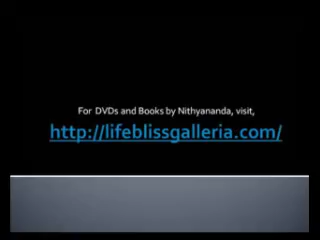 For DVDs and Books by Nithyananda, visit,
http://lifeblissgalleria.com/